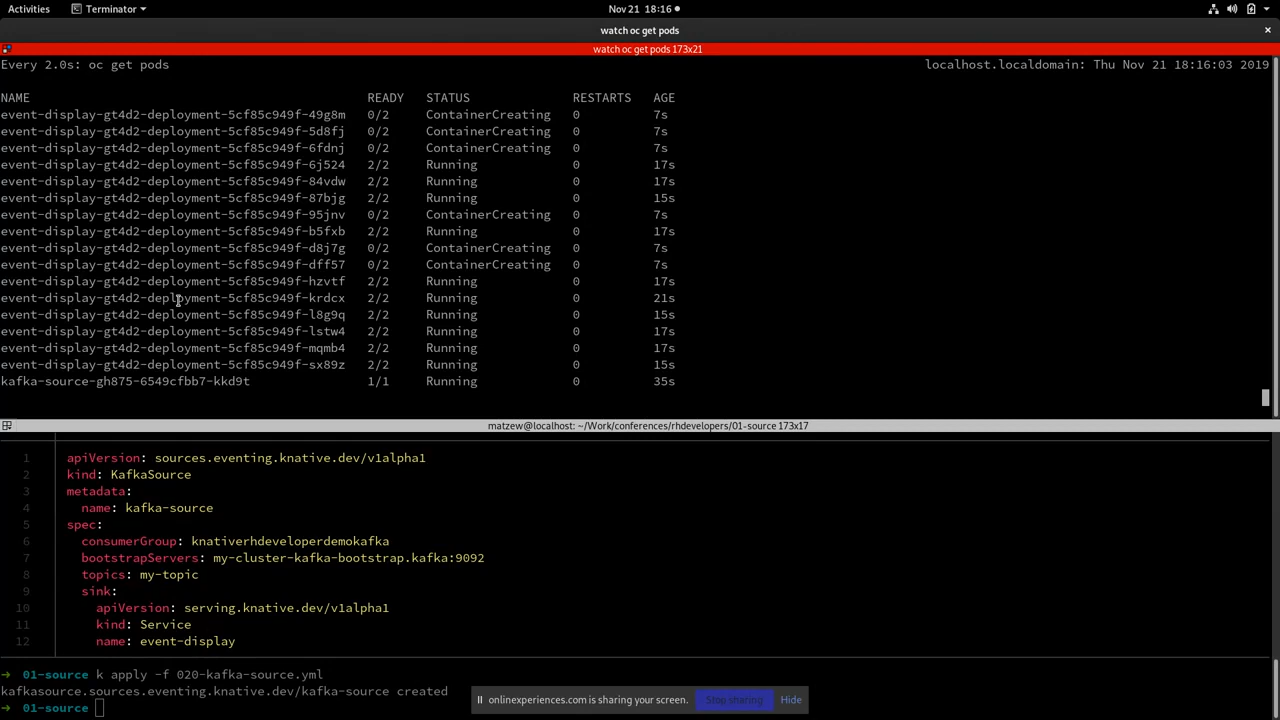 Activities Terminator Nov 21 18:16
watch oc get pods
watch oc get pods 173x21
Every 2.0s: oc get pods localhost.localdomain: Thu Nov 21 18:16:03 2019
NAME READY STATUS RESTARTS AGE
event-display-gt4d2-deployment-5cf85c949f-49g8m 0/2 ContainerCreating 0 7s
event-display-gt4d2-deployment-5cf85c949f-5d8fj 0/2 ContainerCreating 0 7s
event-display-gt4d2-deployment-5cf85c949f-6fdnj 0/2 ContainerCreating 0 7s
event-display-gt4d2-deployment-5cf85c949f-6j524 2/2 Running 0 17s
event-display-gt4d2-deployment-5cf85c949f-84vdw 2/2 Running 0 17s
event-display-gt4d2-deployment-5cf85c949f-87bjg 2/2 Running 0 15s
event-display-gt4d2-deployment-5cf85c949f-95jnv 0/2 ContainerCreating 0 7s
event-display-gt4d2-deployment-5cf85c949f-b5fxb 2/2 Running 0 17s
event-display-gt4d2-deployment-5cf85c949f-d8j7g 0/2 ContainerCreating 0 7s
event-display-gt4d2-deployment-5cf85c949f-dff57 0/2 ContainerCreating 0 7s
event-display-gt4d2-deployment-5cf85c949f-hzvtf 2/2 Running 0 17s
event-display-gt4d2-deployment-5cf85c949f-krdcx 2/2 Running 0 21s
event-display-gt4d2-deployment-5cf85c949f-l8g9q 2/2 Running 0 15s
event-display-gt4d2-deployment-5cf85c949f-lstw4 2/2 Running 0 17s
event-display-gt4d2-deployment-5cf85c949f-mqmb4 2/2 Running 0 17s
event-display-gt4d2-deployment-5cf85c949f-sx89z 2/2 Running 0 15s
kafka-source-gh875-6549cfbb7-kkd9t 1/1 Running 0 35s
matzew@localhost: ~/Work/conferences/rhdevelopers/01-source 173x17
1 apiVersion: sources.eventing.knative.dev/v1alpha1
2 kind: KafkaSource
3 metadata:
4 name: kafka-source
5 spec:
6 consumerGroup: knativerhdeveloperdemokafka
7 bootstrapServers: my-cluster-kafka-bootstrap.kafka:9092
8 topics: my-topic
9 sink:
10 apiVersion: serving.knative.dev/v1alpha1
11 kind: Service
12 name: event-display
→ 01-source k apply -f 020-kafka-source.yml
kafkasource.sources.eventing.knative.dev/kafka-source created
→ 01-source
onlinexperiences.com is sharing your screen. Stop sharing Hide